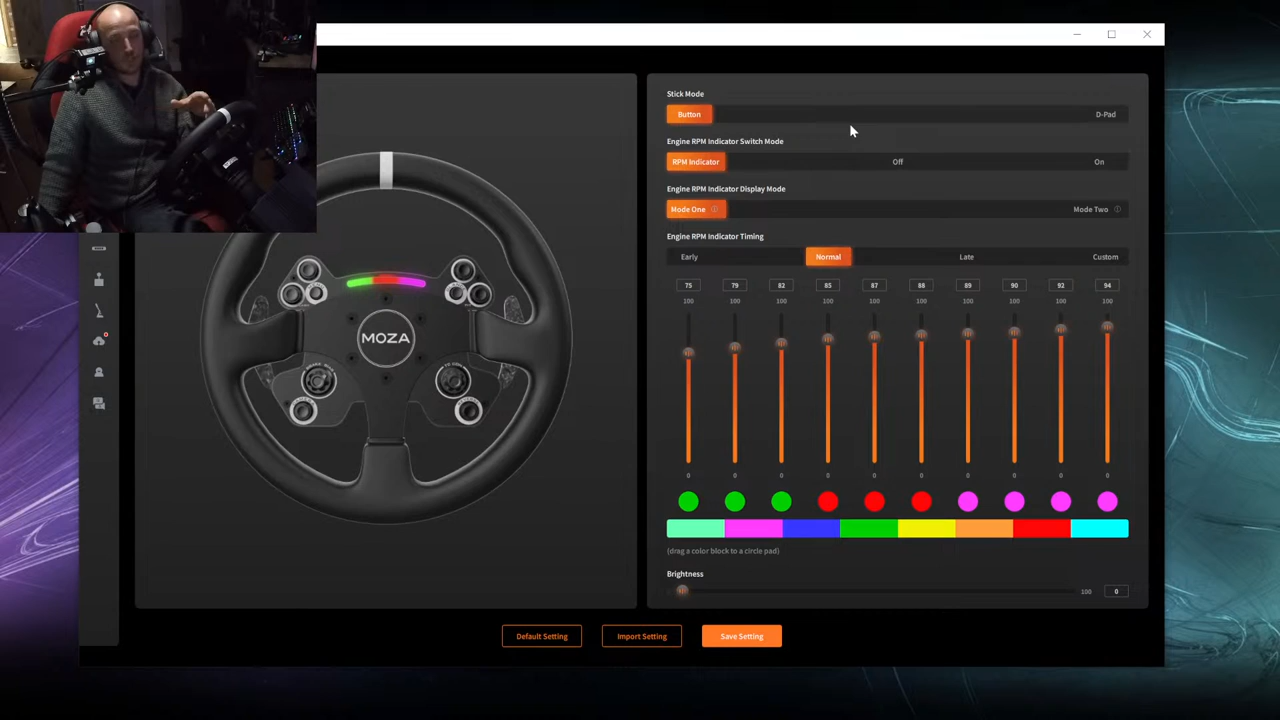 Stick Mode
Button D-Pad
Engine RPM Indicator Switch Mode
RPM Indicator Off On
Engine RPM Indicator Display Mode
Mode One Mode Two
Engine RPM Indicator Timing
Early Normal Late Custom
75 79 82 85 87 88 89 90 92 94
100 100 100 100 100 100 100 100 100 100
MOZA
0 0 0 0 0 0 0 0 0 0
(drag a color block to a circle pad)
Brightness
100 0
Default Setting Import Setting Save Setting